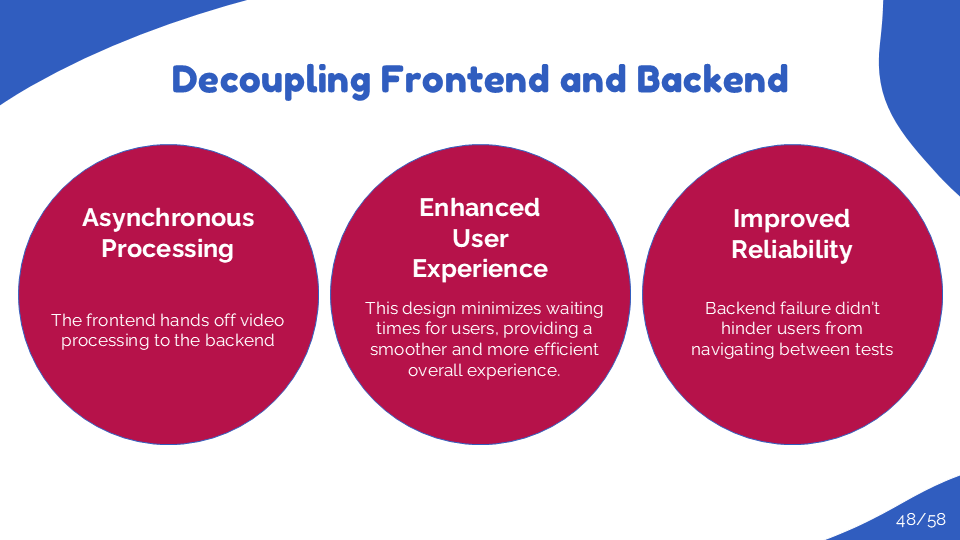 Decoupling Frontend and Backend
Asynchronous
Processing
The frontend hands off video
processing to the backend
Enhanced
User
Experience
This design minimizes waiting
times for users, providing a
smoother and more efficient
overall experience.
Improved
Reliability
Backend failure didn't
hinder users from
navigating between tests
48/58